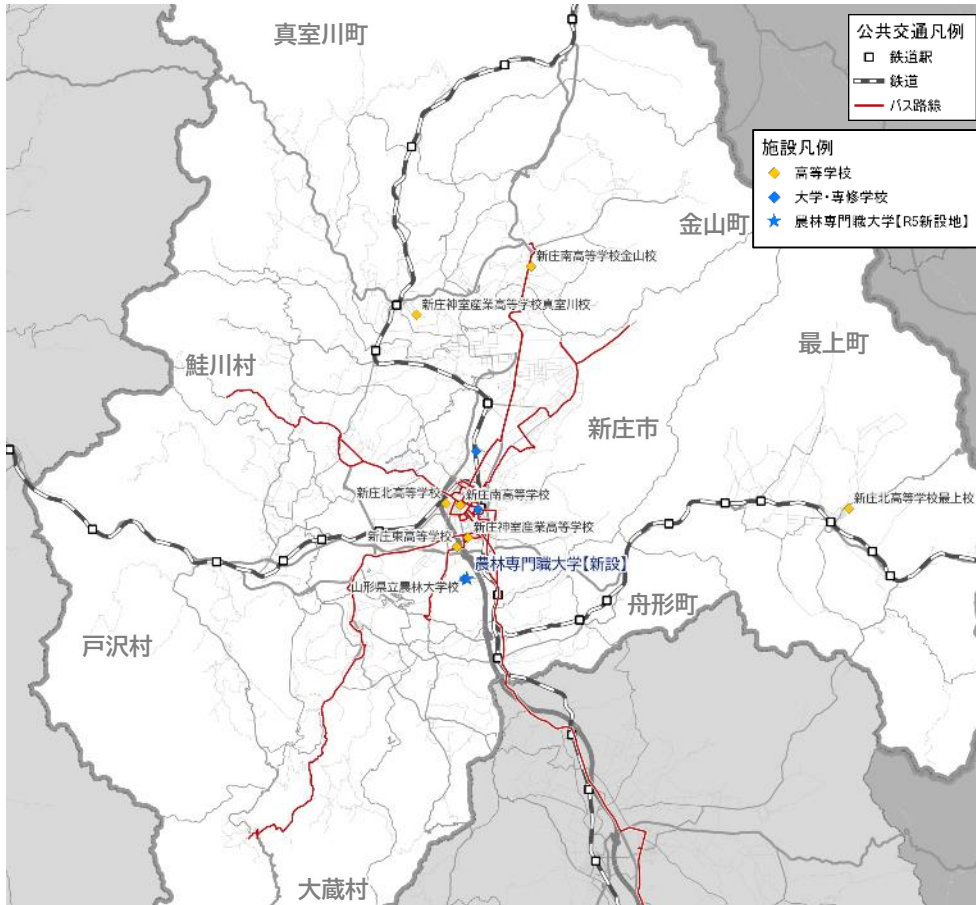 真室川町
公共交通凡例
鉄道駅
鉄道
バス路線
施設凡例
高等学校
大学・専修学校
農林専門職大学【R5新設地】
金山町
新庄南高等学校金山校
新庄神室産業高等学校真室川校
最上町
鮭川村
新庄市
新庄北高等学校
新庄南高等学校
新庄北高等学校最上校
新庄神室産業高等学校
新庄東高等学校
農林専門職大学【新設】
山形県立農林大学校
舟形町
戸沢村
大蔵村